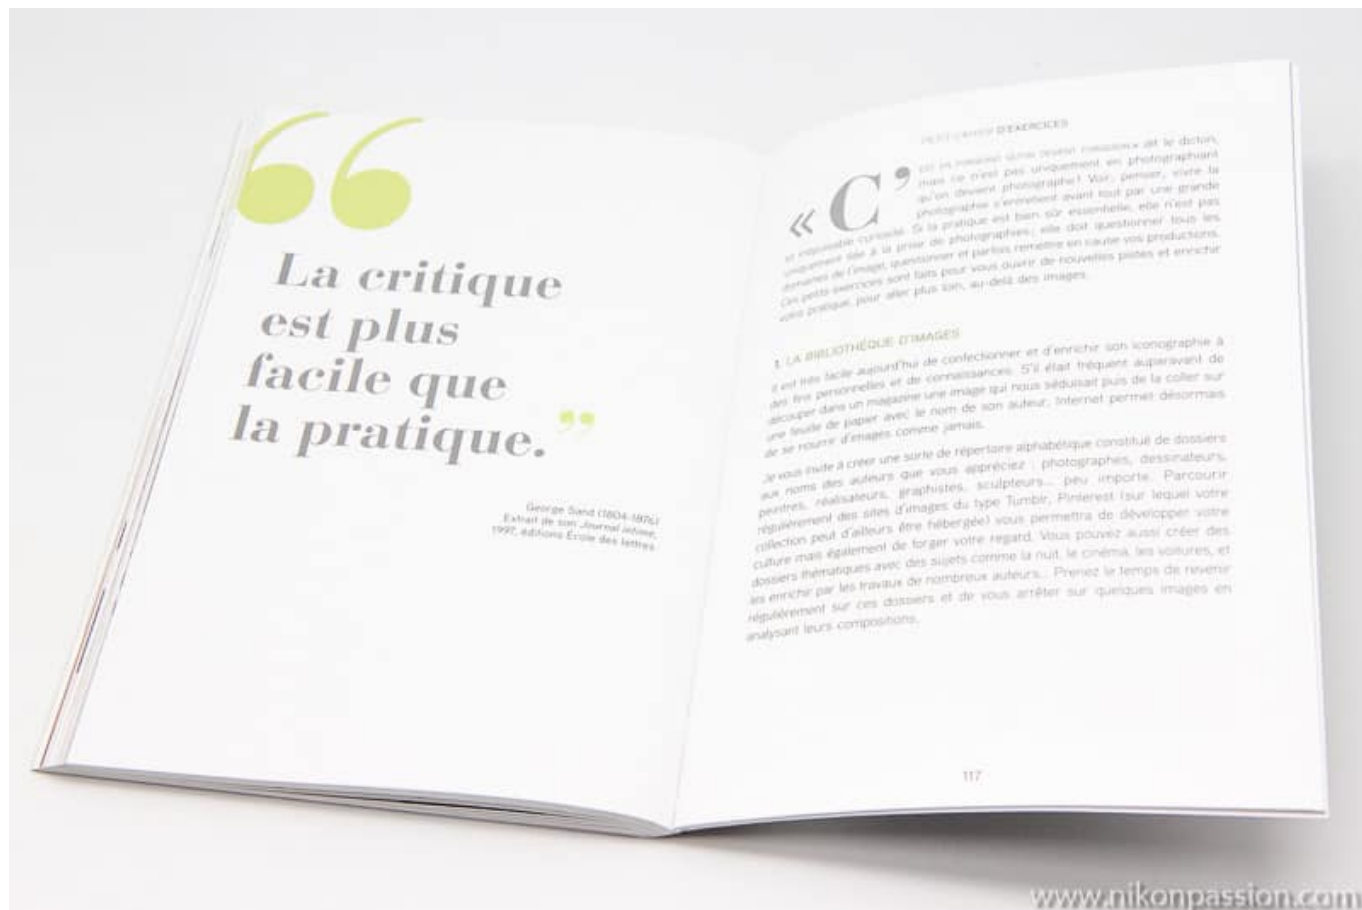 La critique
est plus
facile que
la pratique.”
George Sand (1804-1876)
Extrait de son Journal intime,
1997, éditions École des lettres
PETIT CAHIER D'EXERCICES
« C'
dit le dicton,
mais ce n'est pas uniquement en photographiant
qu'on devient photographe! Voir, penser, vivre la
photographie s'entretient avant tout par une grande
et inépuisable curiosité. Si la pratique est bien sûr essentielle, elle n'est pas
uniquement liée à la prise de photographies; elle doit questionner tous les
domaines de l'image, questionner et parfois remettre en cause vos productions.
Ces petits exercices sont faits pour vous ouvrir de nouvelles pistes et enrichir
votre pratique, pour aller plus loin, au-delà des images.
1. LA BIBLIOTHÈQUE D'IMAGES
Il est très facile aujourd'hui de confectionner et d'enrichir son iconographie à
des fins personnelles et de connaissances. S'il était fréquent auparavant de
découper dans un magazine une image qui nous séduisait puis de la coller sur
une feuille de papier avec le nom de son auteur, Internet permet désormais
de se nourrir d'images comme jamais.
Je vous invite à créer une sorte de répertoire alphabétique constitué de dossiers
aux noms des auteurs que vous appréciez : photographes, dessinateurs,
peintres, réalisateurs, graphistes, sculpteurs... peu importe. Parcourir
régulièrement des sites d'images du type Tumblr, Pinterest (sur lequel votre
collection peut d'ailleurs être hébergée) vous permettra de développer votre
culture mais également de forger votre regard. Vous pouvez aussi créer des
dossiers thématiques avec des sujets comme la nuit, le cinéma, les voitures, et
les enrichir par les travaux de nombreux auteurs... Prenez le temps de revenir
régulièrement sur ces dossiers et de vous arrêter sur quelques images en
analysant leurs compositions.
117
www.nikonpassion.com